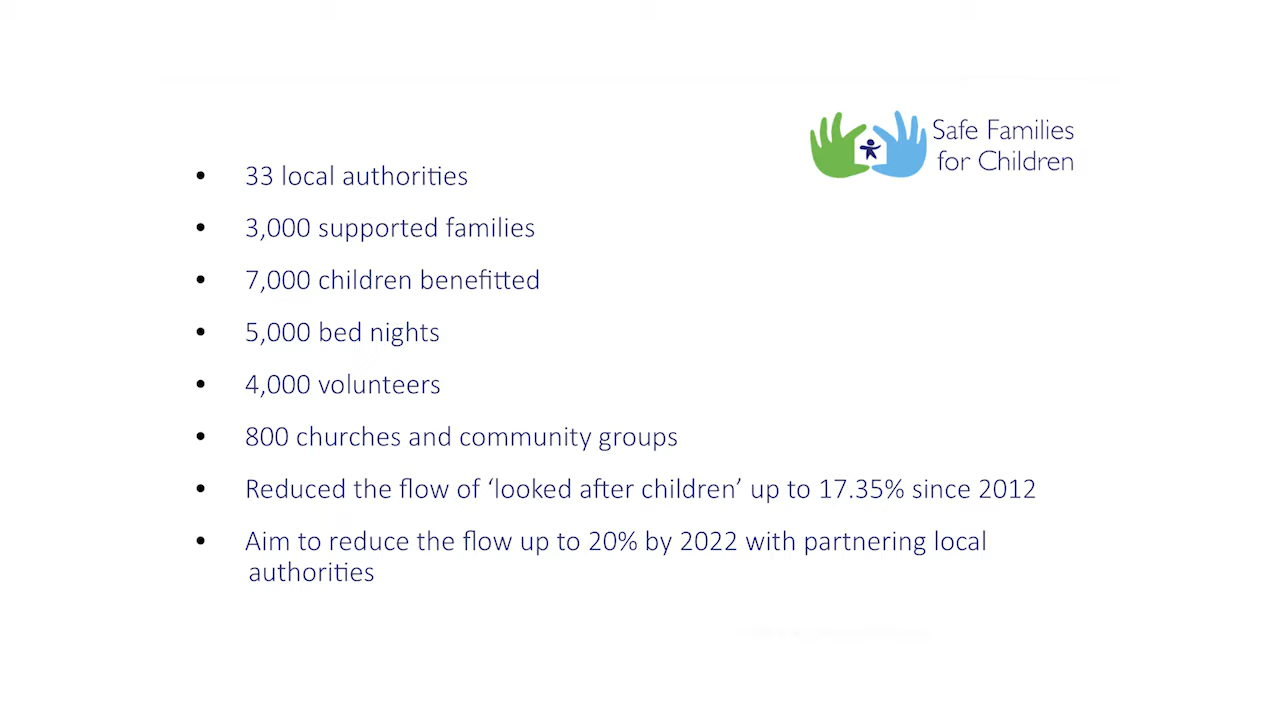 Safe Families
for Children
• 33 local authorities
• 3,000 supported families
• 7,000 children benefitted
• 5,000 bed nights
• 4,000 volunteers
• 800 churches and community groups
• Reduced the flow of ‘looked after children’ up to 17.35% since 2012
• Aim to reduce the flow up to 20% by 2022 with partnering local
authorities